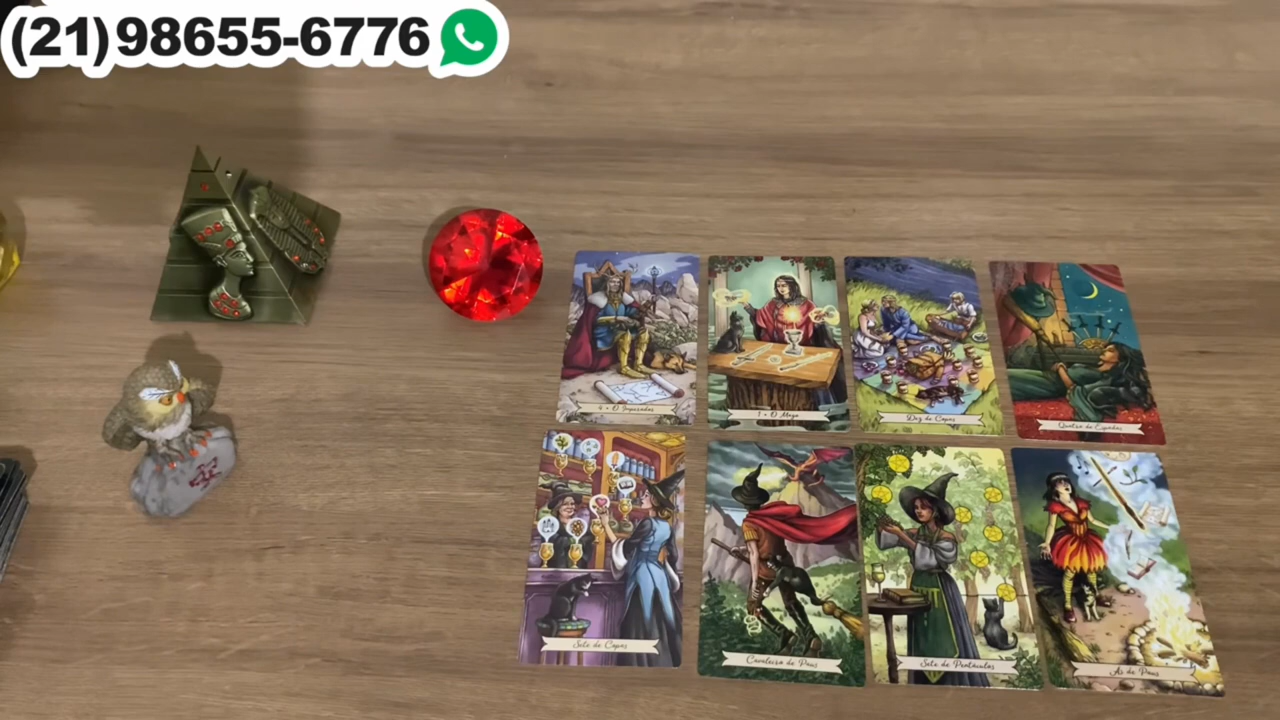 (21)98655-6776
4 • O Imperador
1 • O Mago
Dez de Copas
Quatro de Espadas
Sete de Copas
Cavaleiro de Paus
Sete de Pentáculos
Ás de Paus